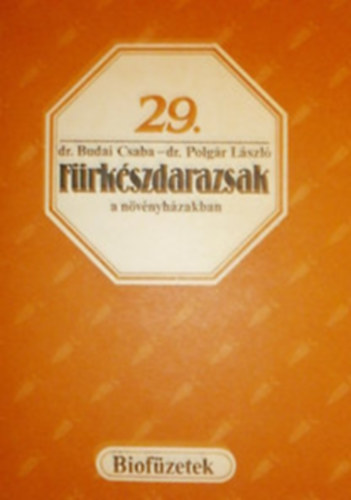 29.
dr. Budai Csaba – dr. Polgár László
Fürkészdarazsak
a növényházakban
Biofüzetek